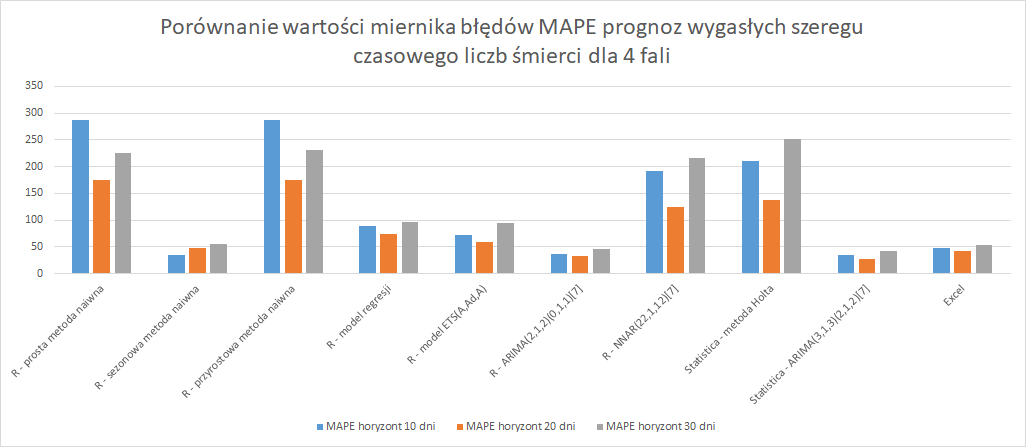 Porównanie wartości miernika błędów MAPE prognoz wygasłych szeregu
czasowego liczb śmierci dla 4 fali
350
300
250
200
150
100
50
0
R - prosta metoda naiwna
R - sezonowa metoda naiwna
R - przyrostowa metoda naiwna
R - model regresji
R - model ETS(A,Ad,A)
R - ARIMA(2,1,2)(0,1,1)[7]
R - NNAR(22,1,12)[7]
Statistica - metoda Holta
Statistica - ARIMA(3,1,3)(2,1,2)[7]
Excel
MAPE horyzont 10 dni
MAPE horyzont 20 dni
MAPE horyzont 30 dni